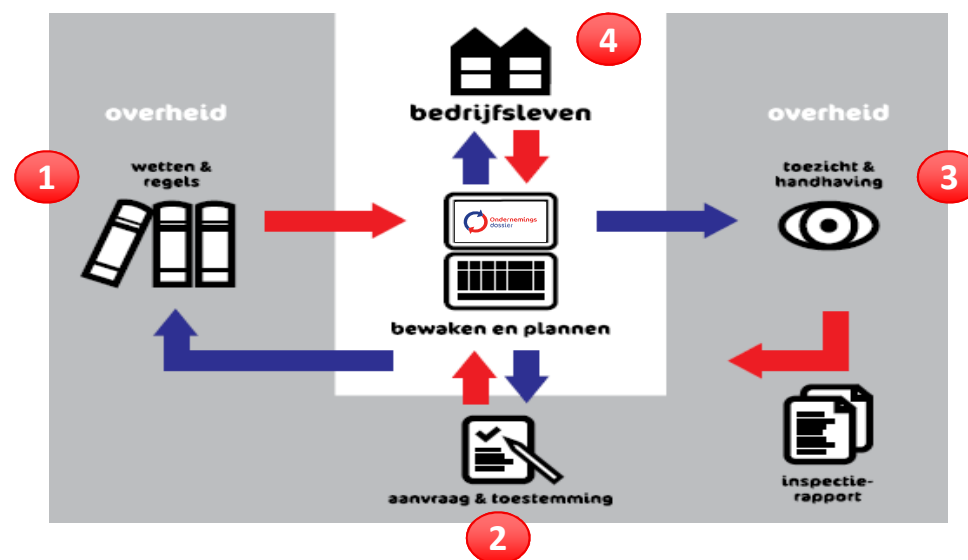 4
bedrijfsleven
overheid
overheid
1
wetten &
regels
toezicht &
handhaving
3
Ondernemings
dossier
bewaken en plannen
aanvraag & toestemming
2
inspectie-
rapport